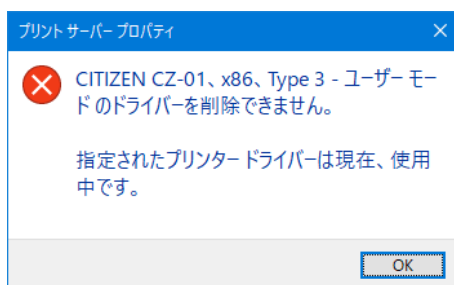 プリント サーバー プロパティ
CITIZEN CZ-01、x86、Type 3 - ユーザー モー
ド のドライバーを削除できません。
指定されたプリンター ドライバーは現在、使用
中です。
OK